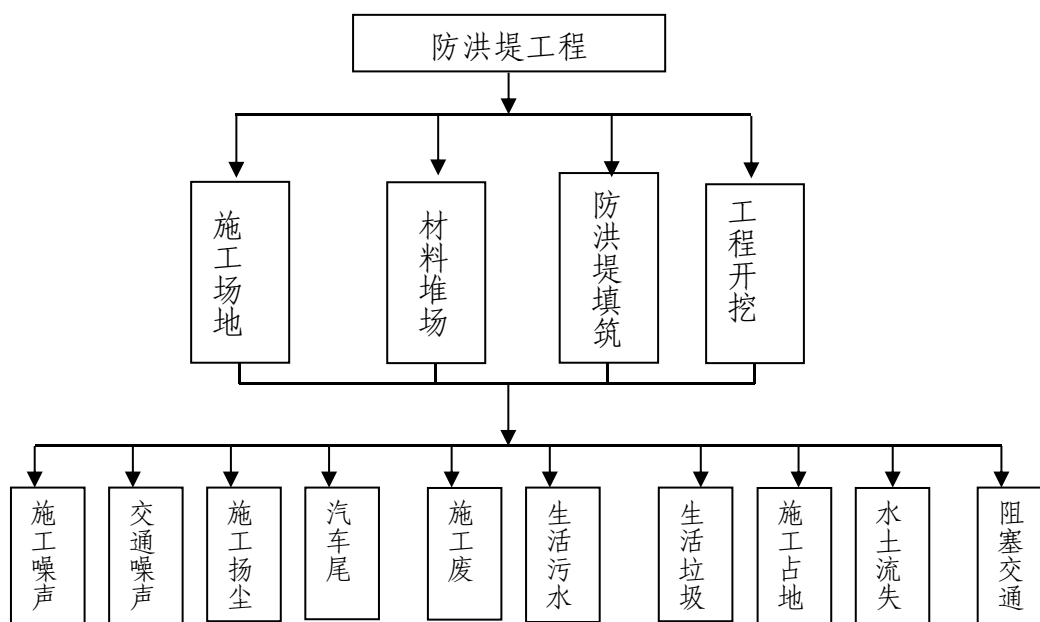 防洪堤工程
施工场地
材料堆场
防洪堤填筑
工程开挖
施工噪声
交通噪声
施工扬尘
汽车尾
施工废
生活污水
生活垃圾
施工占地
水土流失
阻塞交通